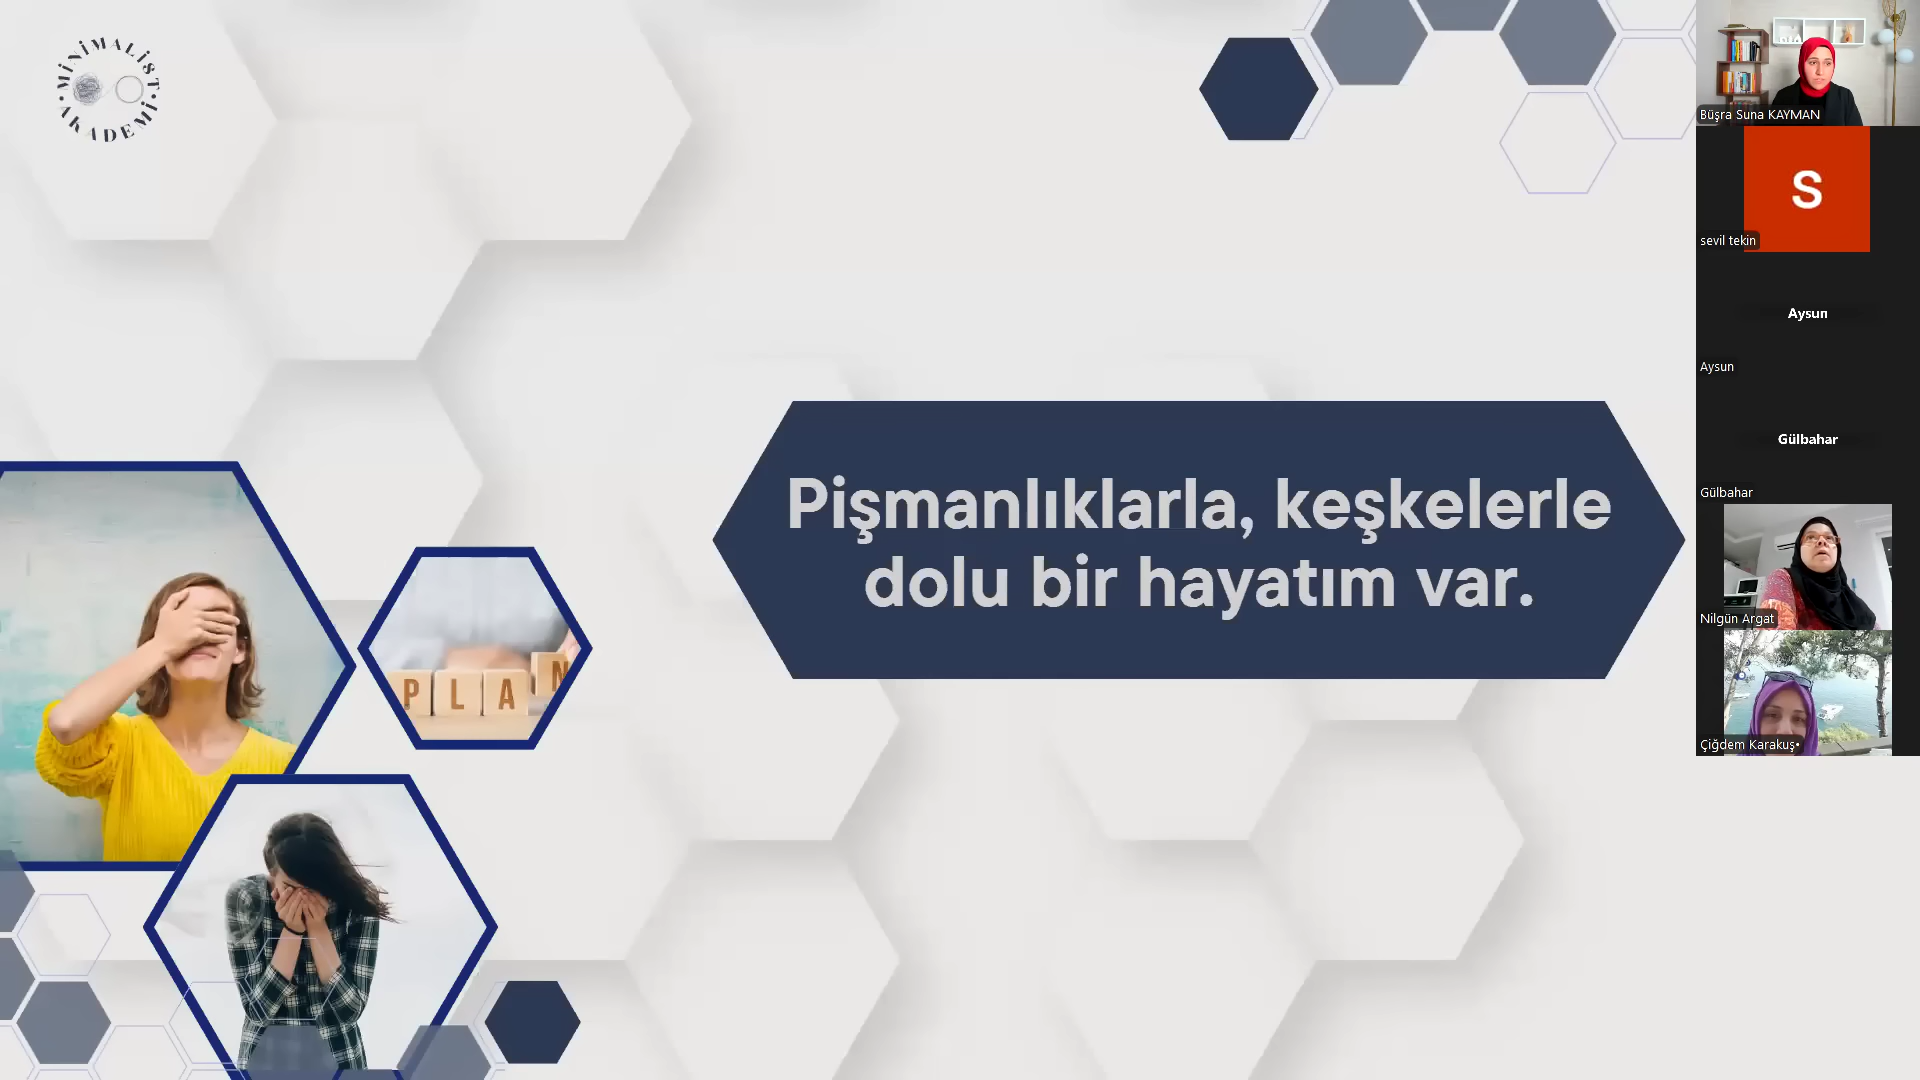 MİNİMALİST
AKADEMİ
Pişmanlıklarla, keşkelerle
dolu bir hayatım var.
PLAN
Büşra Suna KAYMAN
S
sevil tekin
Aysun
Aysun
Gülbahar
Gülbahar
Nilgün Argat
Çiğdem Karakuş•